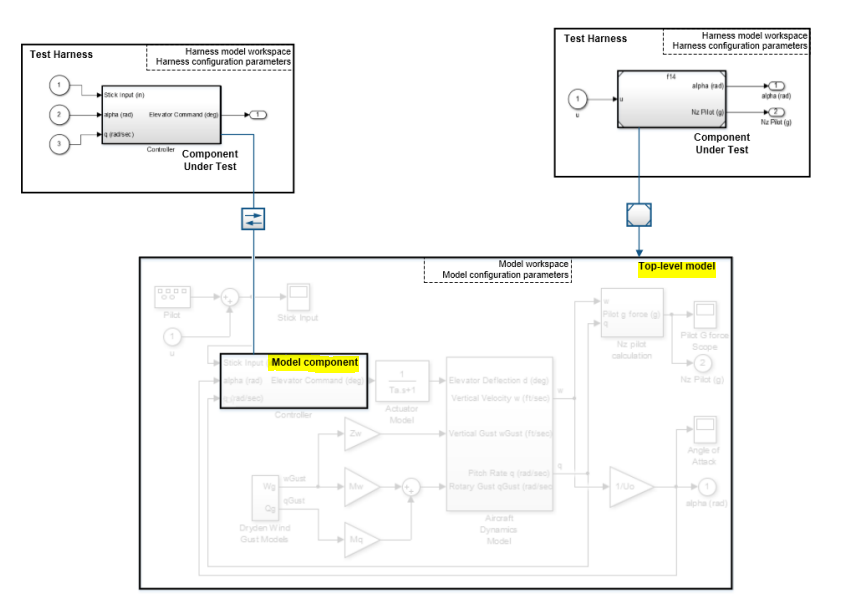 Test Harness
Harness model workspace
Harness configuration parameters
1
Stick Input (in)
2
alpha (rad)
Elevator Command (deg)
1
3
q (rad/sec)
Controller
Component
Under Test
Test Harness
Harness model workspace
Harness configuration parameters
f14
1
u
u
alpha (rad)
1
alpha (rad)
Nz Pilot (g)
2
Nz Pilot (g)
Component
Under Test
Model workspace
Model configuration parameters
Top-level model
Pilot
Stick Input
1
u
w
Pilot g force (g)
q
Nz pilot
calculation
Pilot G force
Scope
2
Nz Pilot (g)
Stick Input
Model component
alpha (rad)
Elevator Command (deg)
q (rad/sec)
Controller
1
Ta.s+1
Actuator
Model
Elevator Deflection d (deg)
w
Vertical Velocity w (ft/sec)
Vertical Gust wGust (ft/sec)
q
Pitch Rate q (rad/sec)
Rotary Gust qGust (rad/sec
Aircraft
Dynamics
Model
Zw
Mw
Mq
Wg
wGust
qGust
Qg
Dryden Wind
Gust Models
1/Uo
Angle of
Attack
1
alpha (rad)